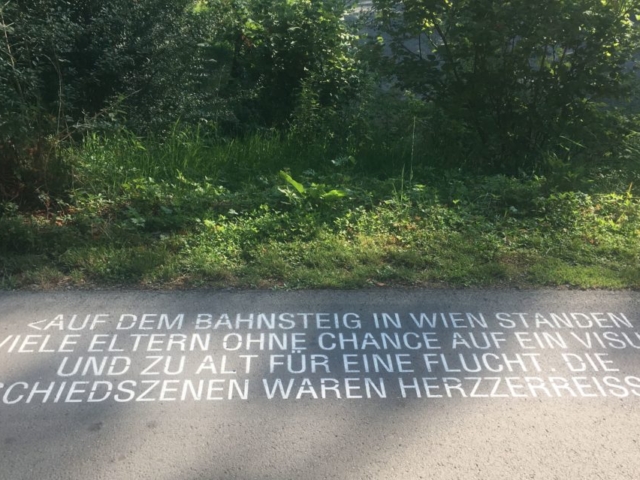 <AUF DEM BAHNSTEIG IN WIEN STANDEN
VIELE ELTERN OHNE CHANCE AUF EIN VISU
UND ZU ALT FÜR EINE FLUCHT. DIE
SCHIEDSZENEN WAREN HERZZERREISS